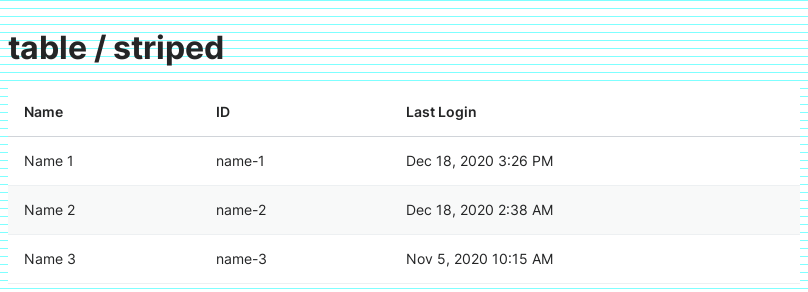 table / striped
Name ID Last Login
Name 1 name-1 Dec 18, 2020 3:26 PM
Name 2 name-2 Dec 18, 2020 2:38 AM
Name 3 name-3 Nov 5, 2020 10:15 AM